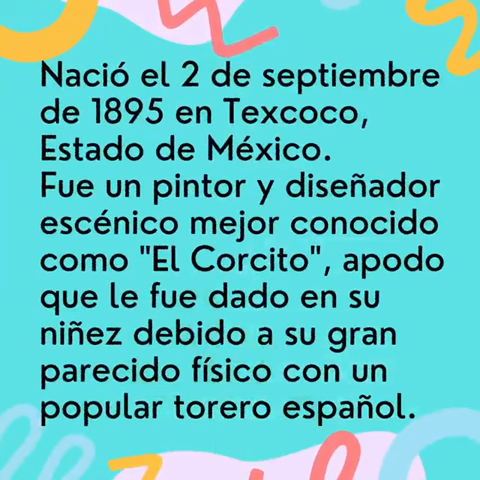 Nació el 2 de septiembre
de 1895 en Texcoco,
Estado de México.
Fue un pintor y diseñador
escénico mejor conocido
como "El Corcito", apodo
que le fue dado en su
niñez debido a su gran
parecido físico con un
popular torero español.